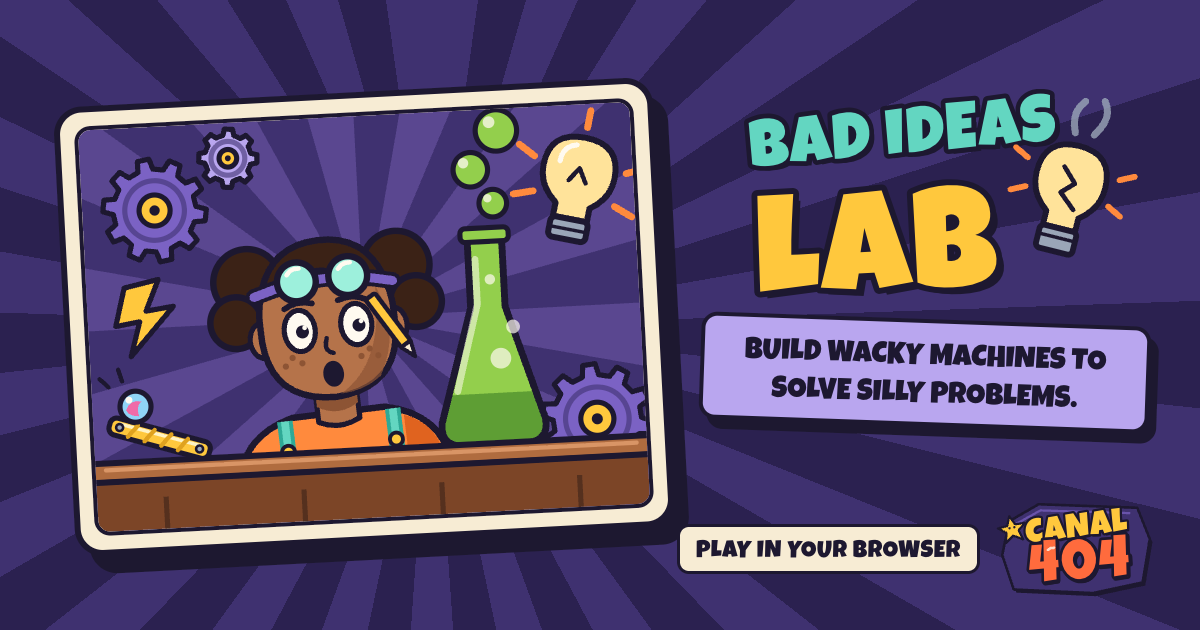 BAD IDEAS
LAB
BUILD WACKY MACHINES TO
SOLVE SILLY PROBLEMS.
PLAY IN YOUR BROWSER
CANAL
404